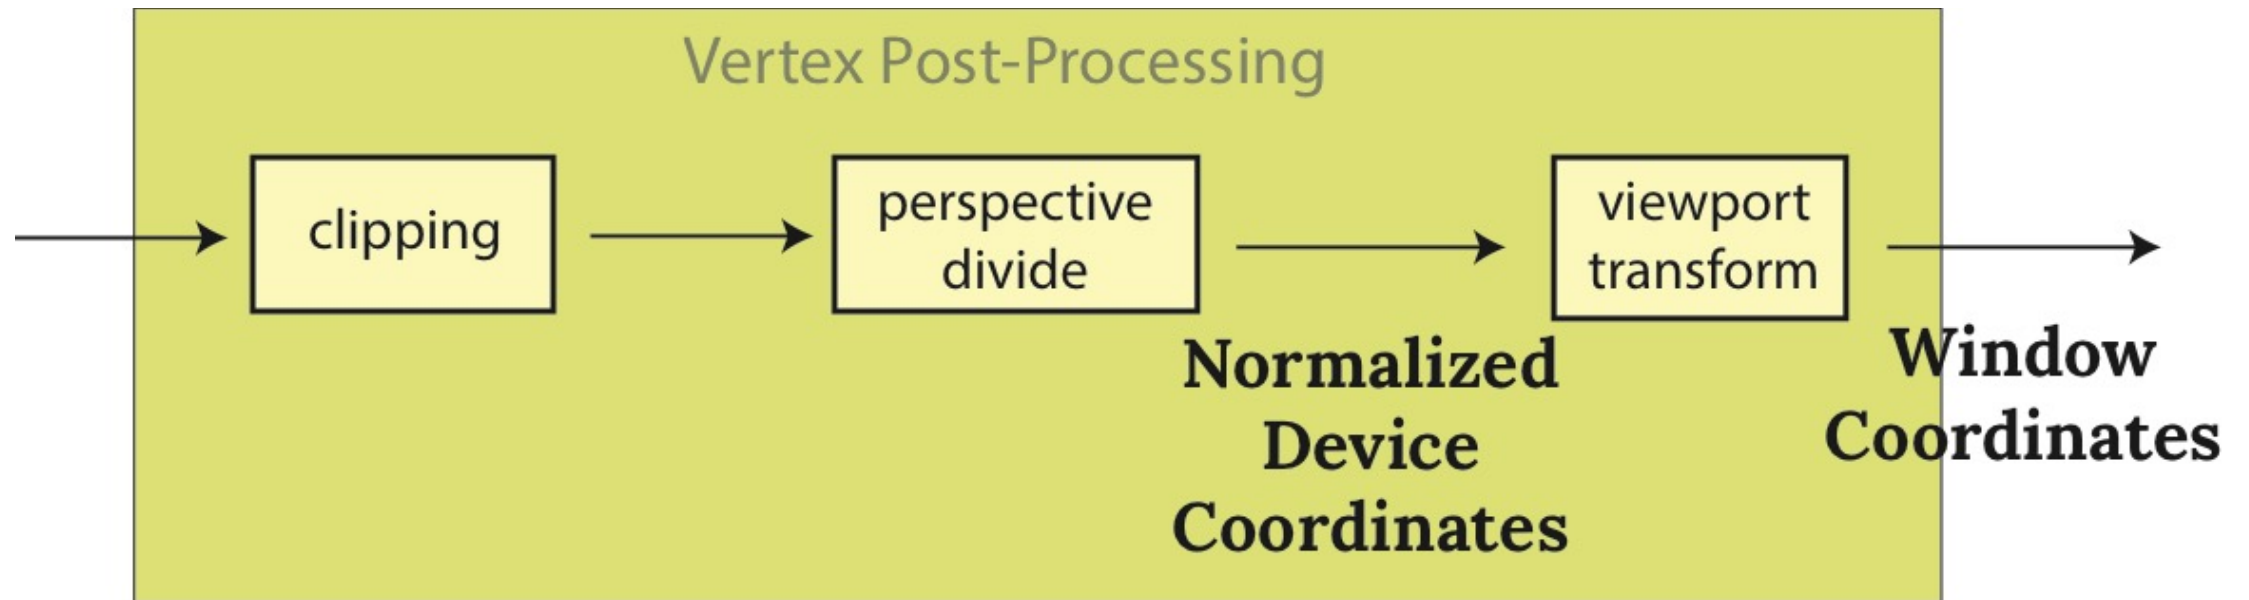 Vertex Post-Processing
clipping
perspective
divide
viewport
transform
Normalized
Device
Coordinates
Window
Coordinates